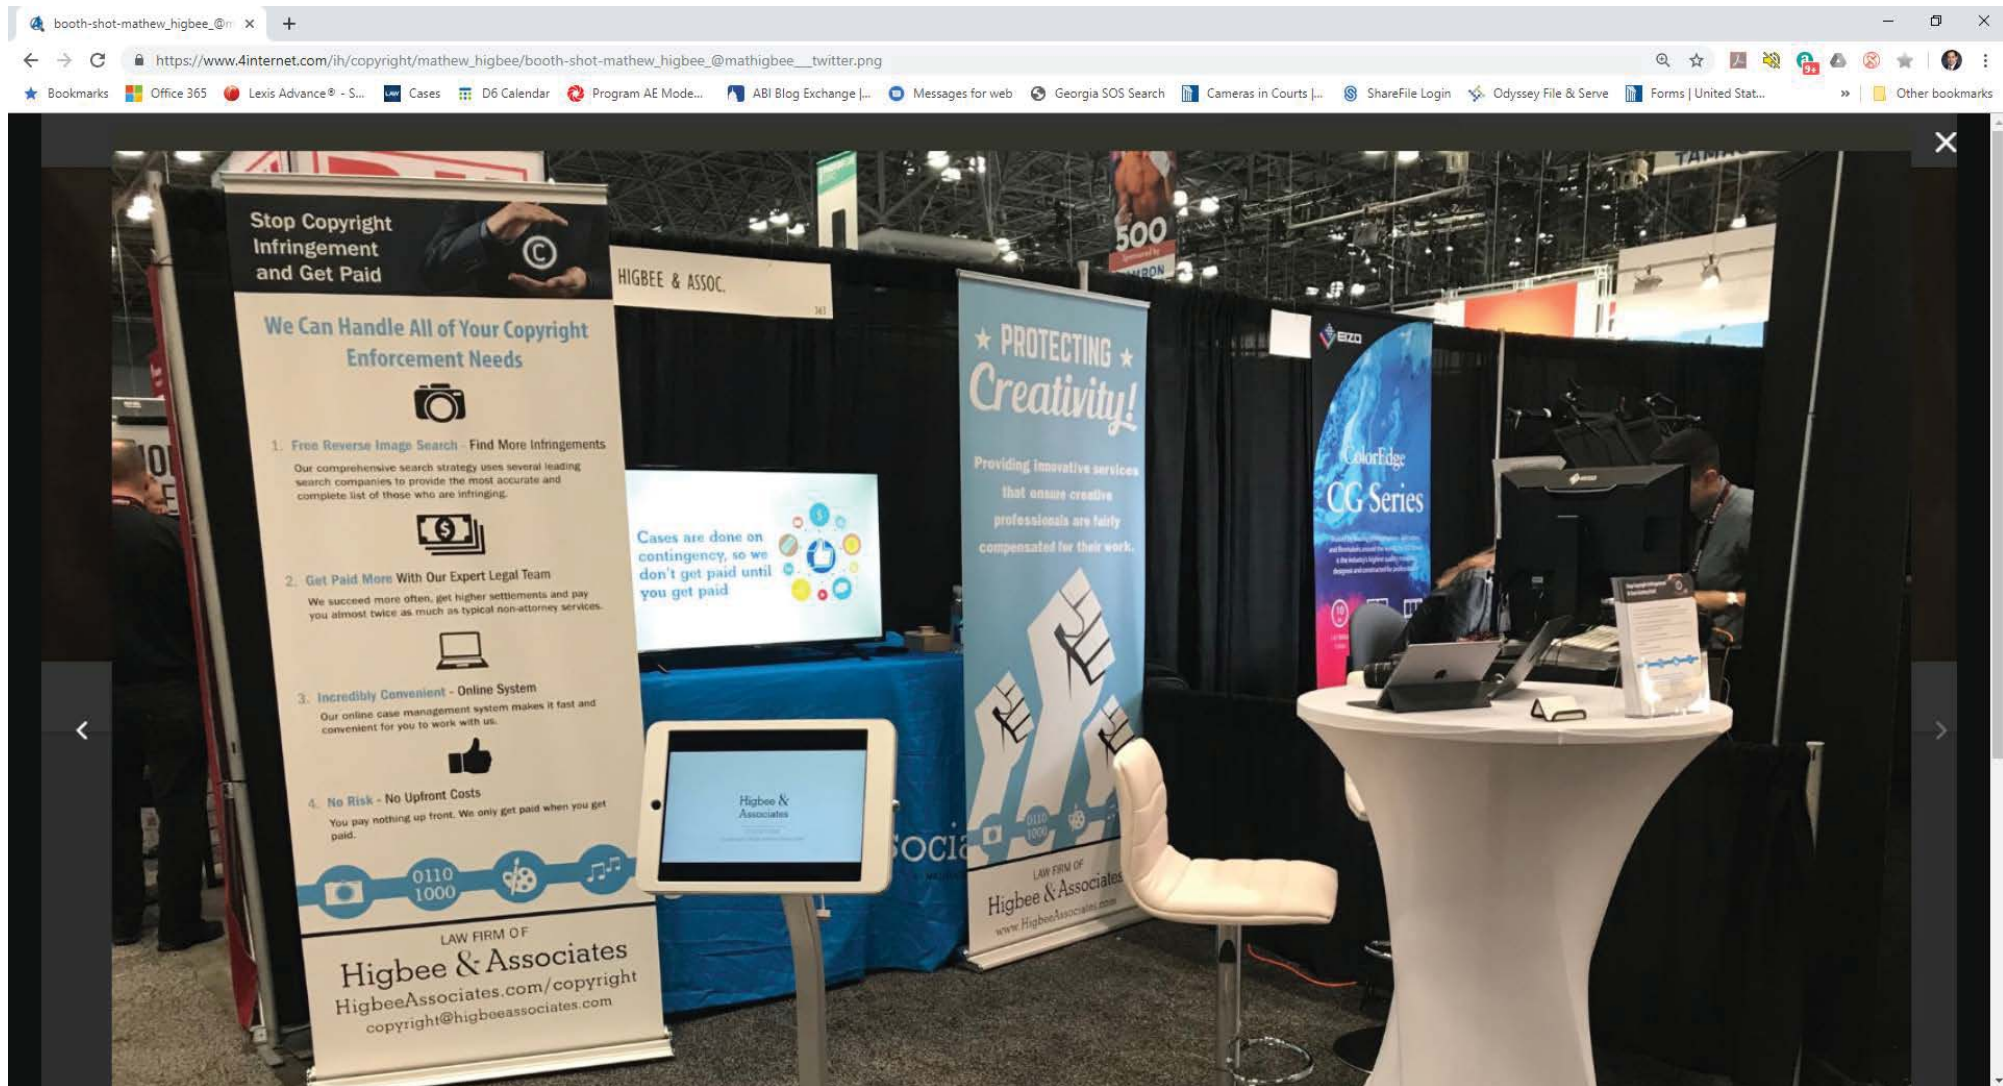 booth-shot-mathew_higbee_@m
https://www.4internet.com/ih/copyright/mathew_higbee/booth-shot-mathew_higbee_@mathigbee__twitter.png
9+
Bookmarks
Office 365
Lexis Advance® - S...
LAW
Cases
D6 Calendar
Program AE Mode...
ABI Blog Exchange |...
Messages for web
Georgia SOS Search
Cameras in Courts |...
ShareFile Login
Odyssey File & Serve
Forms | United Stat...
Other bookmarks
Stop Copyright
Infringement
and Get Paid
We Can Handle All of Your Copyright
Enforcement Needs
1. Free Reverse Image Search - Find More Infringements
Our comprehensive search strategy uses several leading
search companies to provide the most accurate and
complete list of those who are infringing.
2. Get Paid More With Our Expert Legal Team
We succeed more often, get higher settlements and pay
you almost twice as much as typical non-attorney services.
3. Incredibly Convenient - Online System
Our online case management system makes it fast and
convenient for you to work with us.
4. No Risk - No Upfront Costs
You pay nothing up front. We only get paid when you get
paid.
0110
1000
LAW FIRM OF
Higbee & Associates
HigbeeAssociates.com/copyright
copyright@higbeeassociates.com
HIGBEE & ASSOC.
361
Cases are done on
contingency, so we
don't get paid until
you get paid
Higbee &
Associates
socia
PROTECTING
Creativity!
Providing innovative services
that ensure creative
professionals are fairly
compensated for their work.
0110
1000
LAW FIRM OF
Higbee & Associates
www.HigbeeAssociates.com
500
Sponsored by
EIZO
ColorEdge
CG Series
EIZO